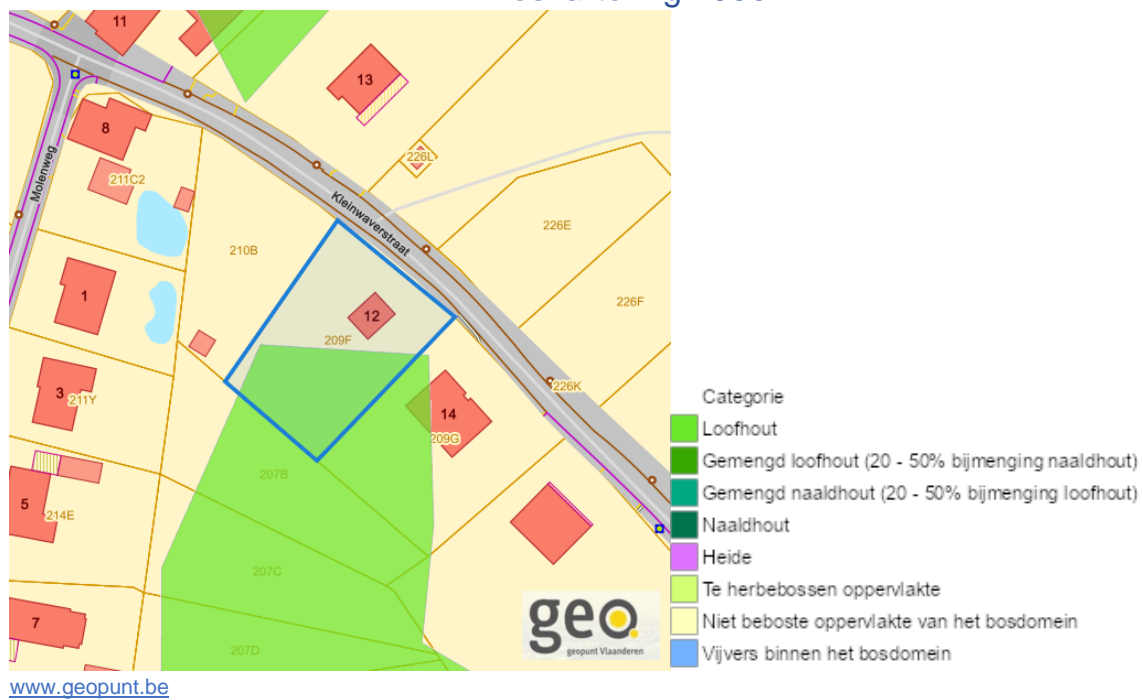 11
13
8
226L
Molenweg
211C2
Kleinwaverstraat
226E
210B
1
226F
12
209F
226K
3
211Y
14
209G
207B
5
214E
207C
7
207D
geo
geopunt Vlaanderen
Categorie
Loofhout
Gemengd loofhout (20 - 50% bijmenging naaldhout)
Gemengd naaldhout (20 - 50% bijmenging loofhout)
Naaldhout
Heide
Te herbebossen oppervlakte
Niet beboste oppervlakte van het bosdomein
Vijvers binnen het bosdomein
www.geopunt.be